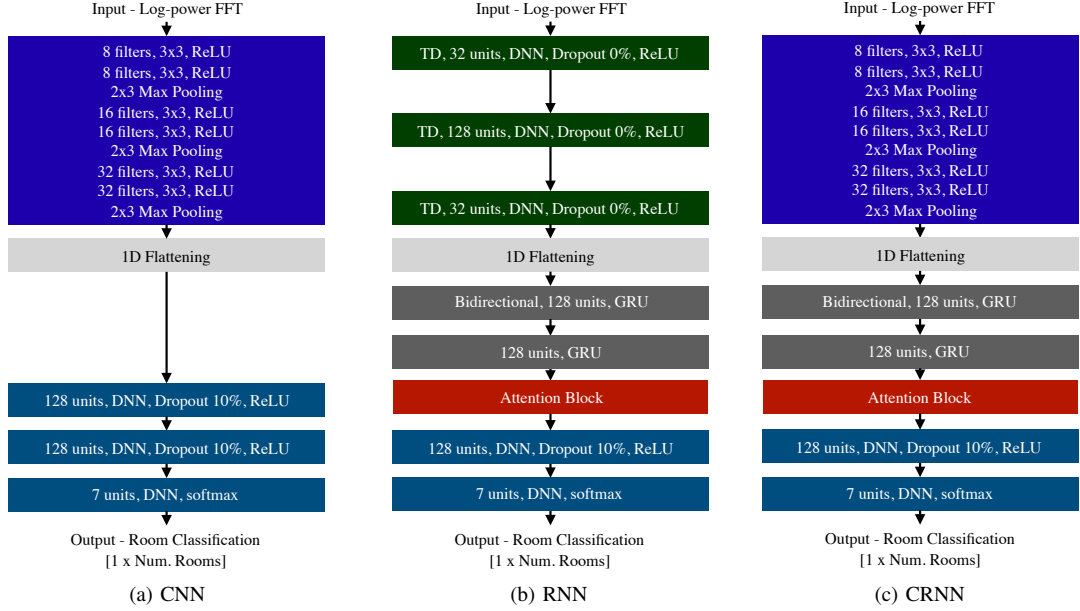 Input - Log-power FFT
8 filters, 3x3, ReLU
8 filters, 3x3, ReLU
2x3 Max Pooling
16 filters, 3x3, ReLU
16 filters, 3x3, ReLU
2x3 Max Pooling
32 filters, 3x3, ReLU
32 filters, 3x3, ReLU
2x3 Max Pooling
1D Flattening
128 units, DNN, Dropout 10%, ReLU
128 units, DNN, Dropout 10%, ReLU
7 units, DNN, softmax
Output - Room Classification
[1 x Num. Rooms]
(a) CNN
Input - Log-power FFT
TD, 32 units, DNN, Dropout 0%, ReLU
TD, 128 units, DNN, Dropout 0%, ReLU
TD, 32 units, DNN, Dropout 0%, ReLU
1D Flattening
Bidirectional, 128 units, GRU
128 units, GRU
Attention Block
128 units, DNN, Dropout 10%, ReLU
7 units, DNN, softmax
Output - Room Classification
[1 x Num. Rooms]
(b) RNN
Input - Log-power FFT
8 filters, 3x3, ReLU
8 filters, 3x3, ReLU
2x3 Max Pooling
16 filters, 3x3, ReLU
16 filters, 3x3, ReLU
2x3 Max Pooling
32 filters, 3x3, ReLU
32 filters, 3x3, ReLU
2x3 Max Pooling
1D Flattening
Bidirectional, 128 units, GRU
128 units, GRU
Attention Block
128 units, DNN, Dropout 10%, ReLU
7 units, DNN, softmax
Output - Room Classification
[1 x Num. Rooms]
(c) CRNN